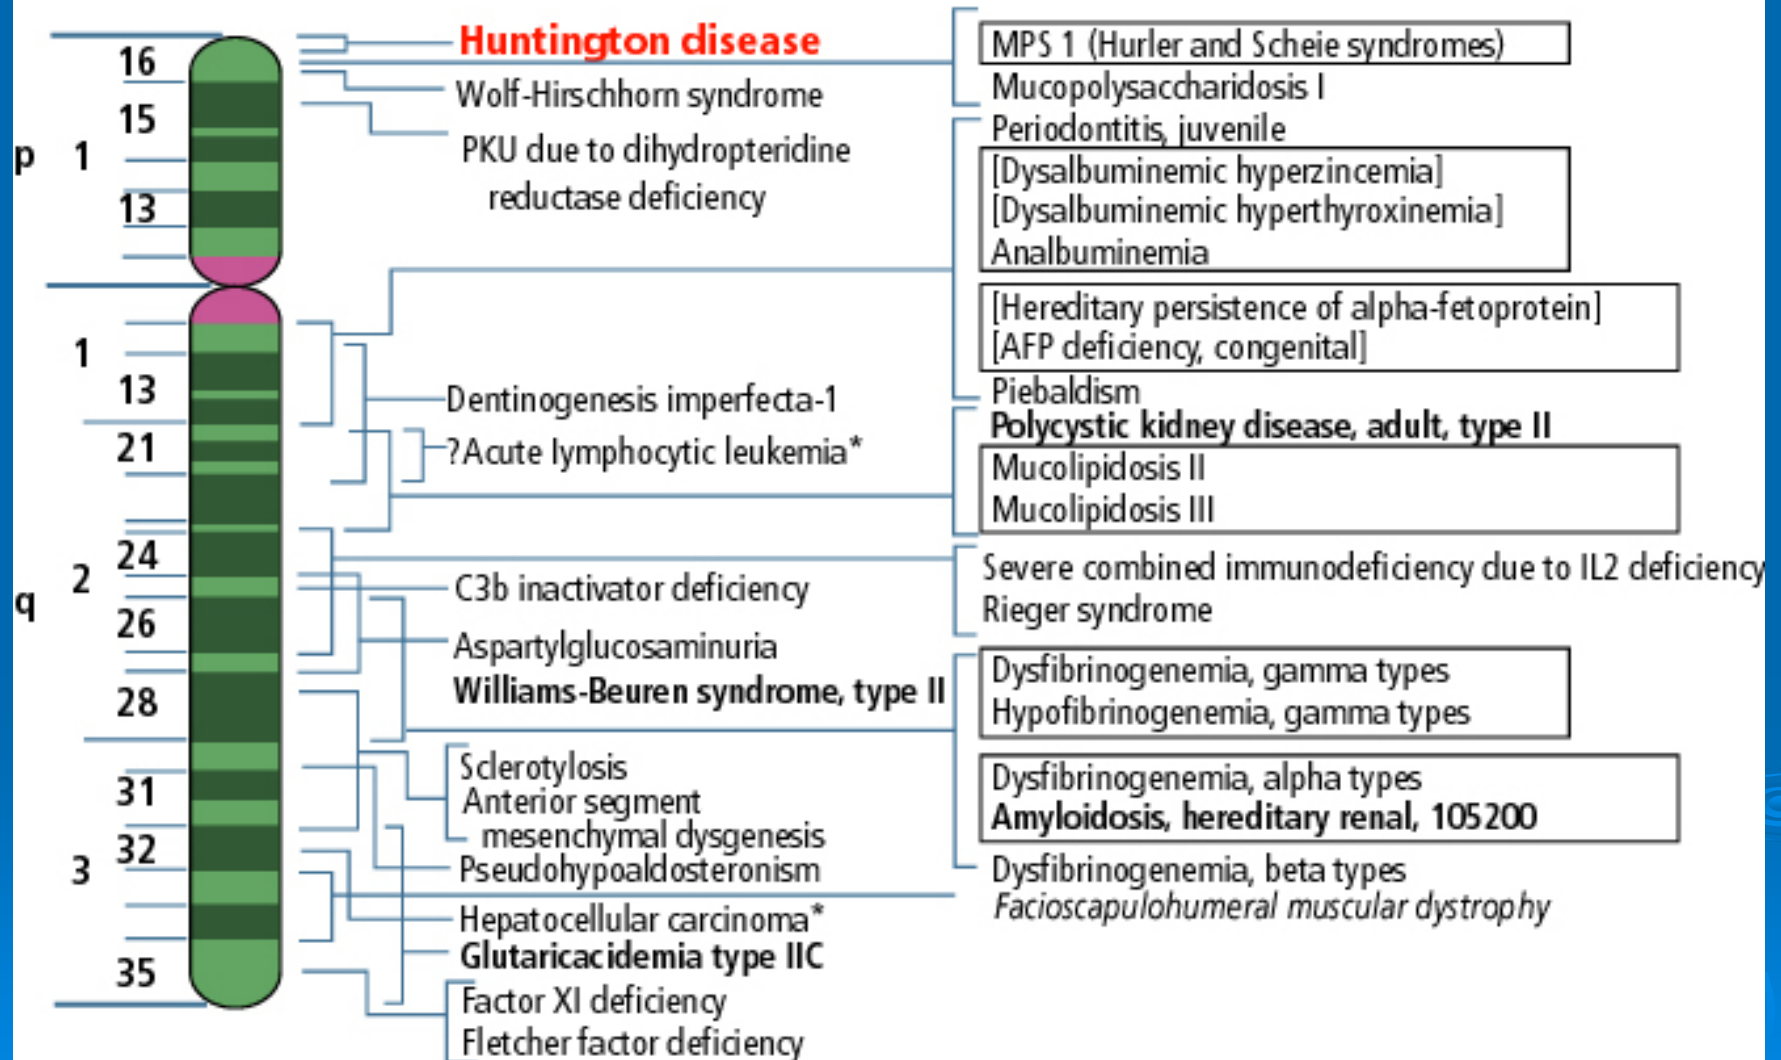 p
1
16
15
13
q
1
13
21
2
24
26
28
3
31
32
35
Huntington disease
Wolf-Hirschhorn syndrome
PKU due to dihydropteridine
reductase deficiency
Dentinogenesis imperfecta-1
?Acute lymphocytic leukemia*
C3b inactivator deficiency
Aspartylglucosaminuria
Williams-Beuren syndrome, type II
Sclerotylosis
Anterior segment
mesenchymal dysgenesis
Pseudohypoaldosteronism
Hepatocellular carcinoma*
Glutaricacidemia type IIC
Factor XI deficiency
Fletcher factor deficiency
MPS 1 (Hurler and Scheie syndromes)
Mucopolysaccharidosis I
Periodontitis, juvenile
[Dysalbuminemic hyperzincemia]
[Dysalbuminemic hyperthyroxinemia]
Analbuminemia
[Hereditary persistence of alpha-fetoprotein]
[AFP deficiency, congenital]
Piebaldism
Polycystic kidney disease, adult, type II
Mucolipidosis II
Mucolipidosis III
Severe combined immunodeficiency due to IL2 deficiency
Rieger syndrome
Dysfibrinogenemia, gamma types
Hypofibrinogenemia, gamma types
Dysfibrinogenemia, alpha types
Amyloidosis, hereditary renal, 105200
Dysfibrinogenemia, beta types
Facioscapulohumeral muscular dystrophy